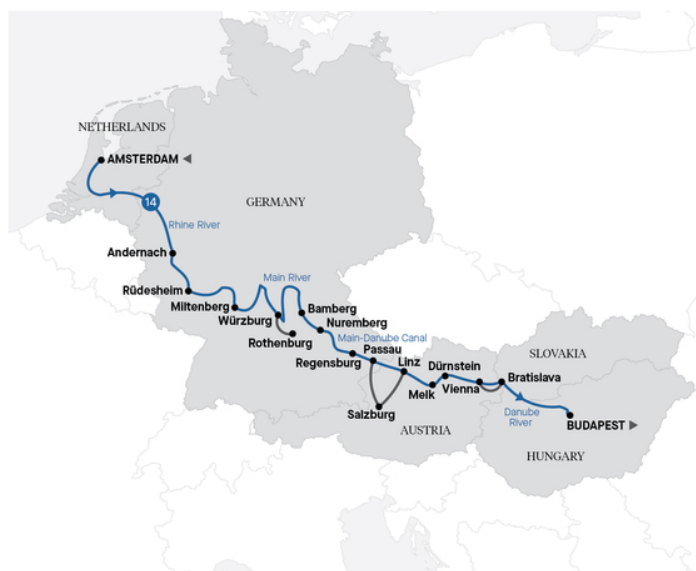 NETHERLANDS
AMSTERDAM
14
Rhine River
GERMANY
Andernach
Rüdesheim
Main River
Miltenberg
Würzburg
Bamberg
Nuremberg
Rothenburg
Main-Danube Canal
Regensburg
Passau
Linz
Dürnstein
SLOVAKIA
Melk
Vienna
Bratislava
Salzburg
Danube
River
AUSTRIA
BUDAPEST
HUNGARY